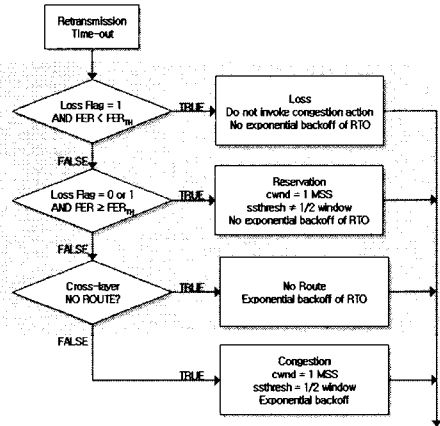 Retransmission
Time-out
Loss Flag = 1
AND FER < FER_TH
TRUE
Loss
Do not invoke congestion action
No exponential backoff of RTO
FALSE
Loss Flag = 0 or 1
AND FER ≥ FER_TH
TRUE
Reservation
cwnd = 1 MSS
ssthresh ≠ 1/2 window
No exponential backoff of RTO
FALSE
Cross-layer
NO ROUTE?
TRUE
No Route
Exponential backoff of RTO
FALSE
TRUE
Congestion
cwnd = 1 MSS
ssthresh = 1/2 window
Exponential backoff